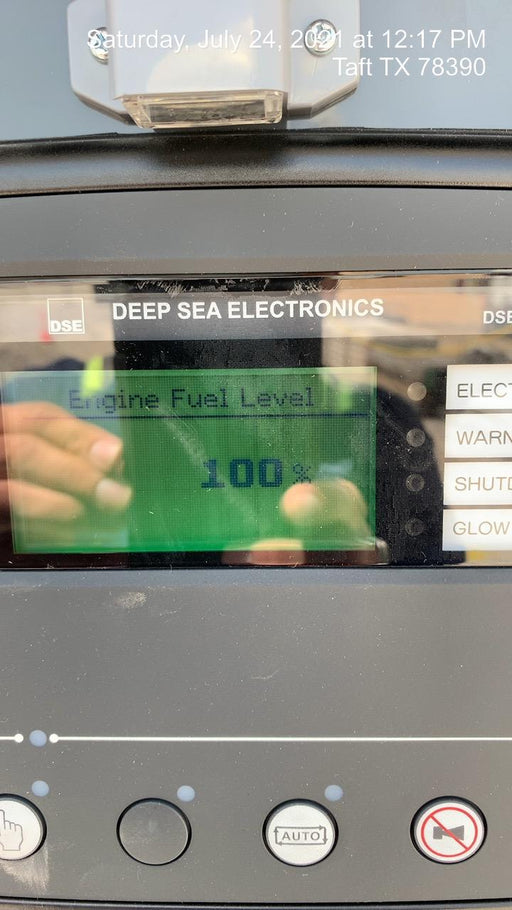 Saturday, July 24, 2021 at 12:17 PM
Taft TX 78390
DSE
DEEP SEA ELECTRONICS
DSE
Engine Fuel Level
100 %
ELECT
WARN
SHUTD
GLOW
AUTO